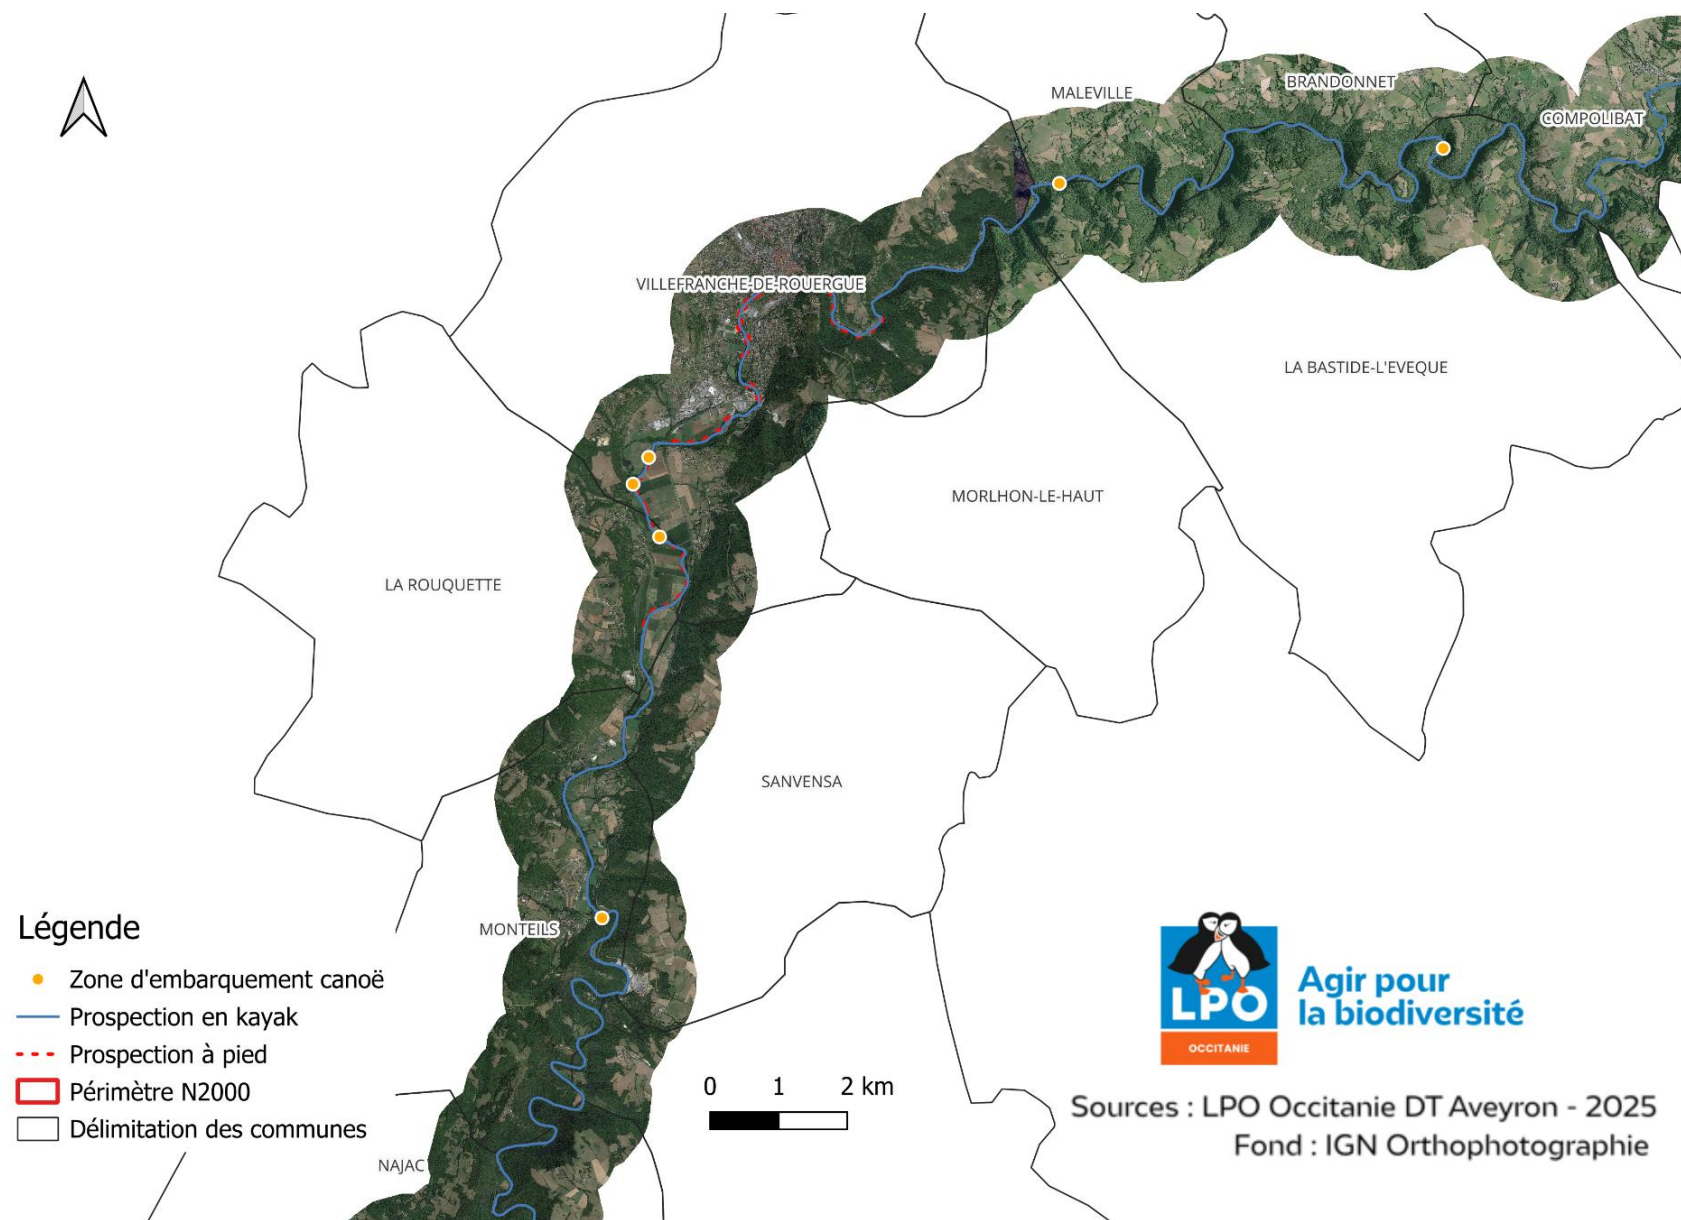 BRANDONNET
MALEVILLE
COMPOLIBAT
VILLEFRANCHE-DE-ROUERGUE
LA BASTIDE-L'EVEQUE
MORLHON-LE-HAUT
LA ROUQUETTE
SANVENSA
MONTEILS
NAJAC
Légende
Zone d'embarquement canoë
Prospection en kayak
Prospection à pied
Périmètre N2000
Délimitation des communes
0 1 2 km
LPO
OCCITANIE
Agir pour
la biodiversité
Sources : LPO Occitanie DT Aveyron - 2025
Fond : IGN Orthophotographie